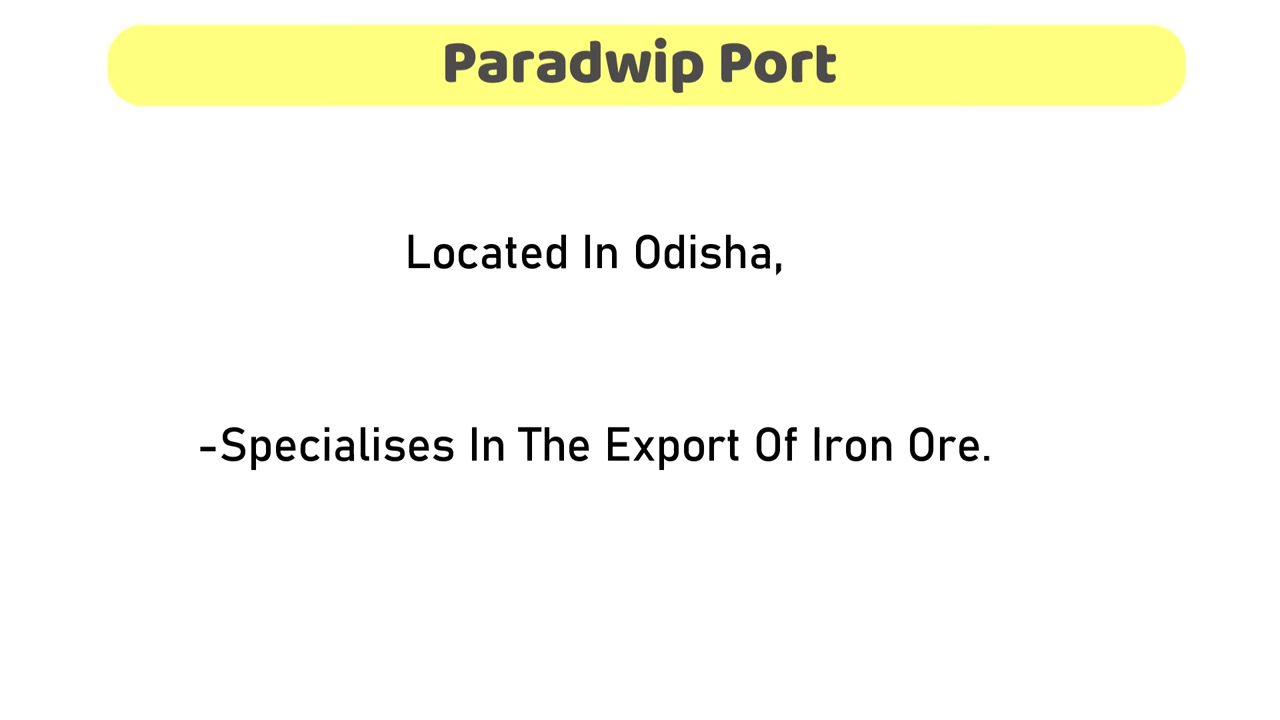 Paradwip Port
Located In Odisha,
-Specialises In The Export Of Iron Ore.